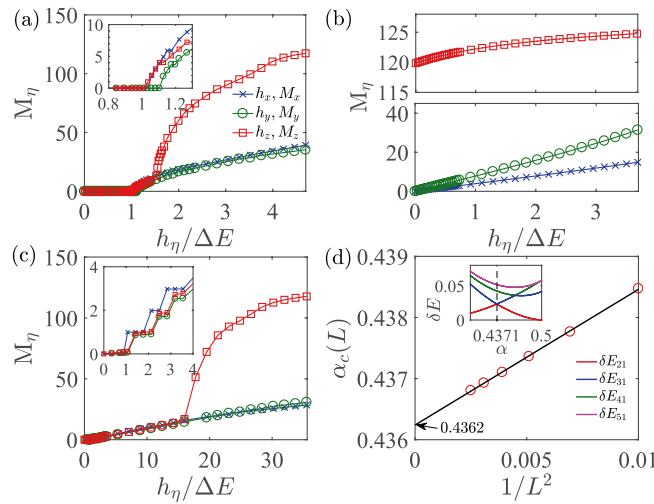 (a)
150
100
50
0
M_η
10
5
0
0.8
1
1.2
h_x, M_x
h_y, M_y
h_z, M_z
0
1
2
3
4
h_η/ΔE
(b)
125
120
115
40
20
0
M_η
0
1
2
3
h_η/ΔE
(c)
150
100
50
0
M_η
4
2
0
0
1
2
3
4
0
10
20
30
h_η/ΔE
(d)
0.439
0.438
0.437
0.436
α_c(L)
δE
0.05
0
0.4371
0.5
α
δE_21
δE_31
δE_41
δE_51
0.4362
0
0.005
0.01
1/L^2